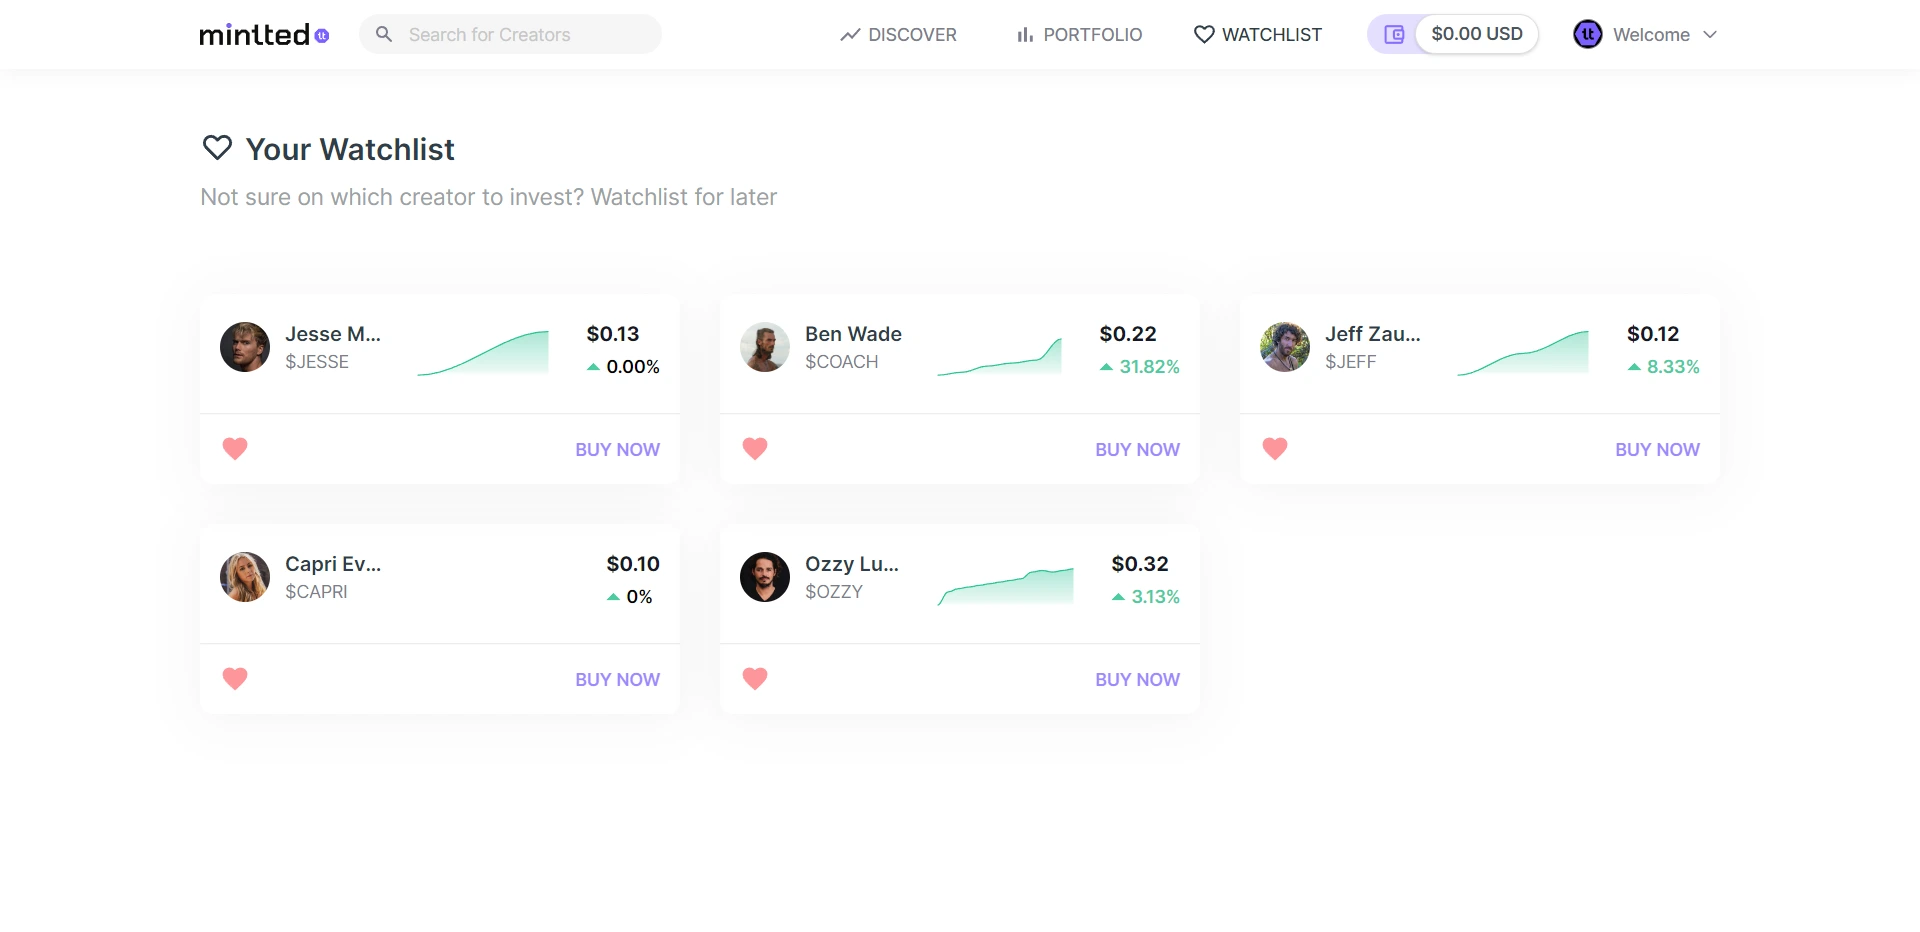 mintted
Search for Creators
DISCOVER
PORTFOLIO
WATCHLIST
$0.00 USD
Welcome
Your Watchlist
Not sure on which creator to invest? Watchlist for later
Jesse M...
$JESSE
$0.13
0.00%
BUY NOW
Ben Wade
$COACH
$0.22
31.82%
BUY NOW
Jeff Zau...
$JEFF
$0.12
8.33%
BUY NOW
Capri Ev...
$CAPRI
$0.10
0%
BUY NOW
Ozzy Lu...
$OZZY
$0.32
3.13%
BUY NOW